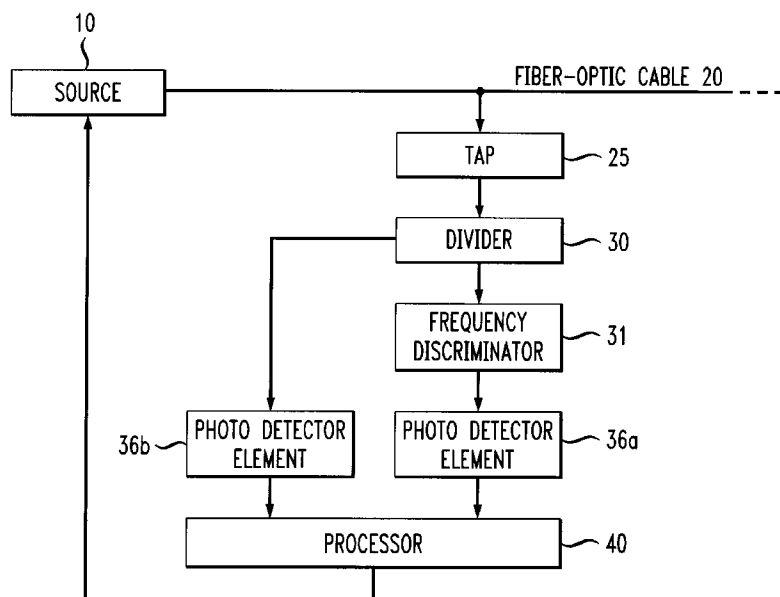 10
SOURCE
FIBER-OPTIC CABLE 20
TAP
25
DIVIDER
30
FREQUENCY
DISCRIMINATOR
31
36b
PHOTO DETECTOR
ELEMENT
PHOTO DETECTOR
ELEMENT
36a
PROCESSOR
40